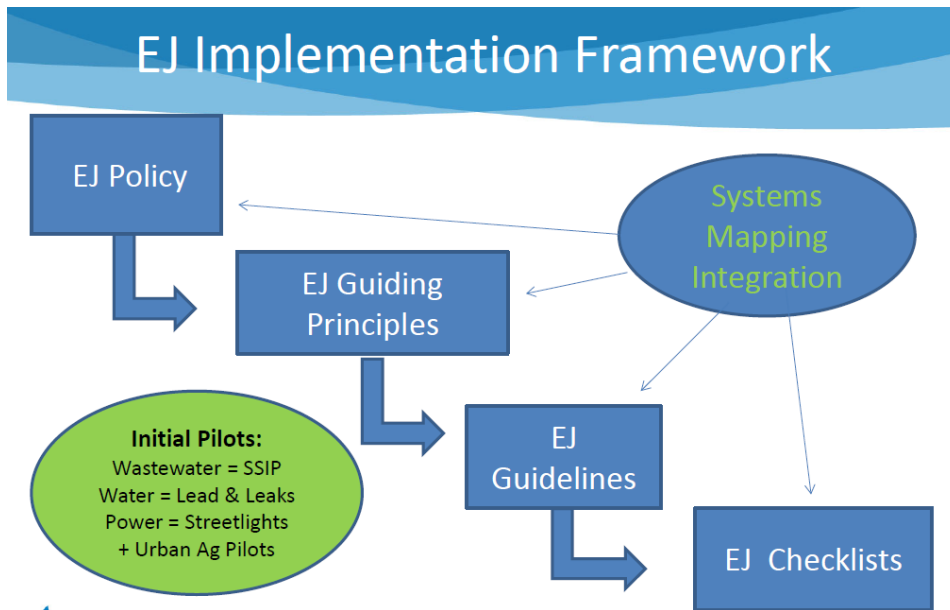 EJ Implementation Framework
EJ Policy
Systems
Mapping
Integration
EJ Guiding
Principles
Initial Pilots:
Wastewater = SSIP
Water = Lead & Leaks
Power = Streetlights
+ Urban Ag Pilots
EJ
Guidelines
EJ Checklists